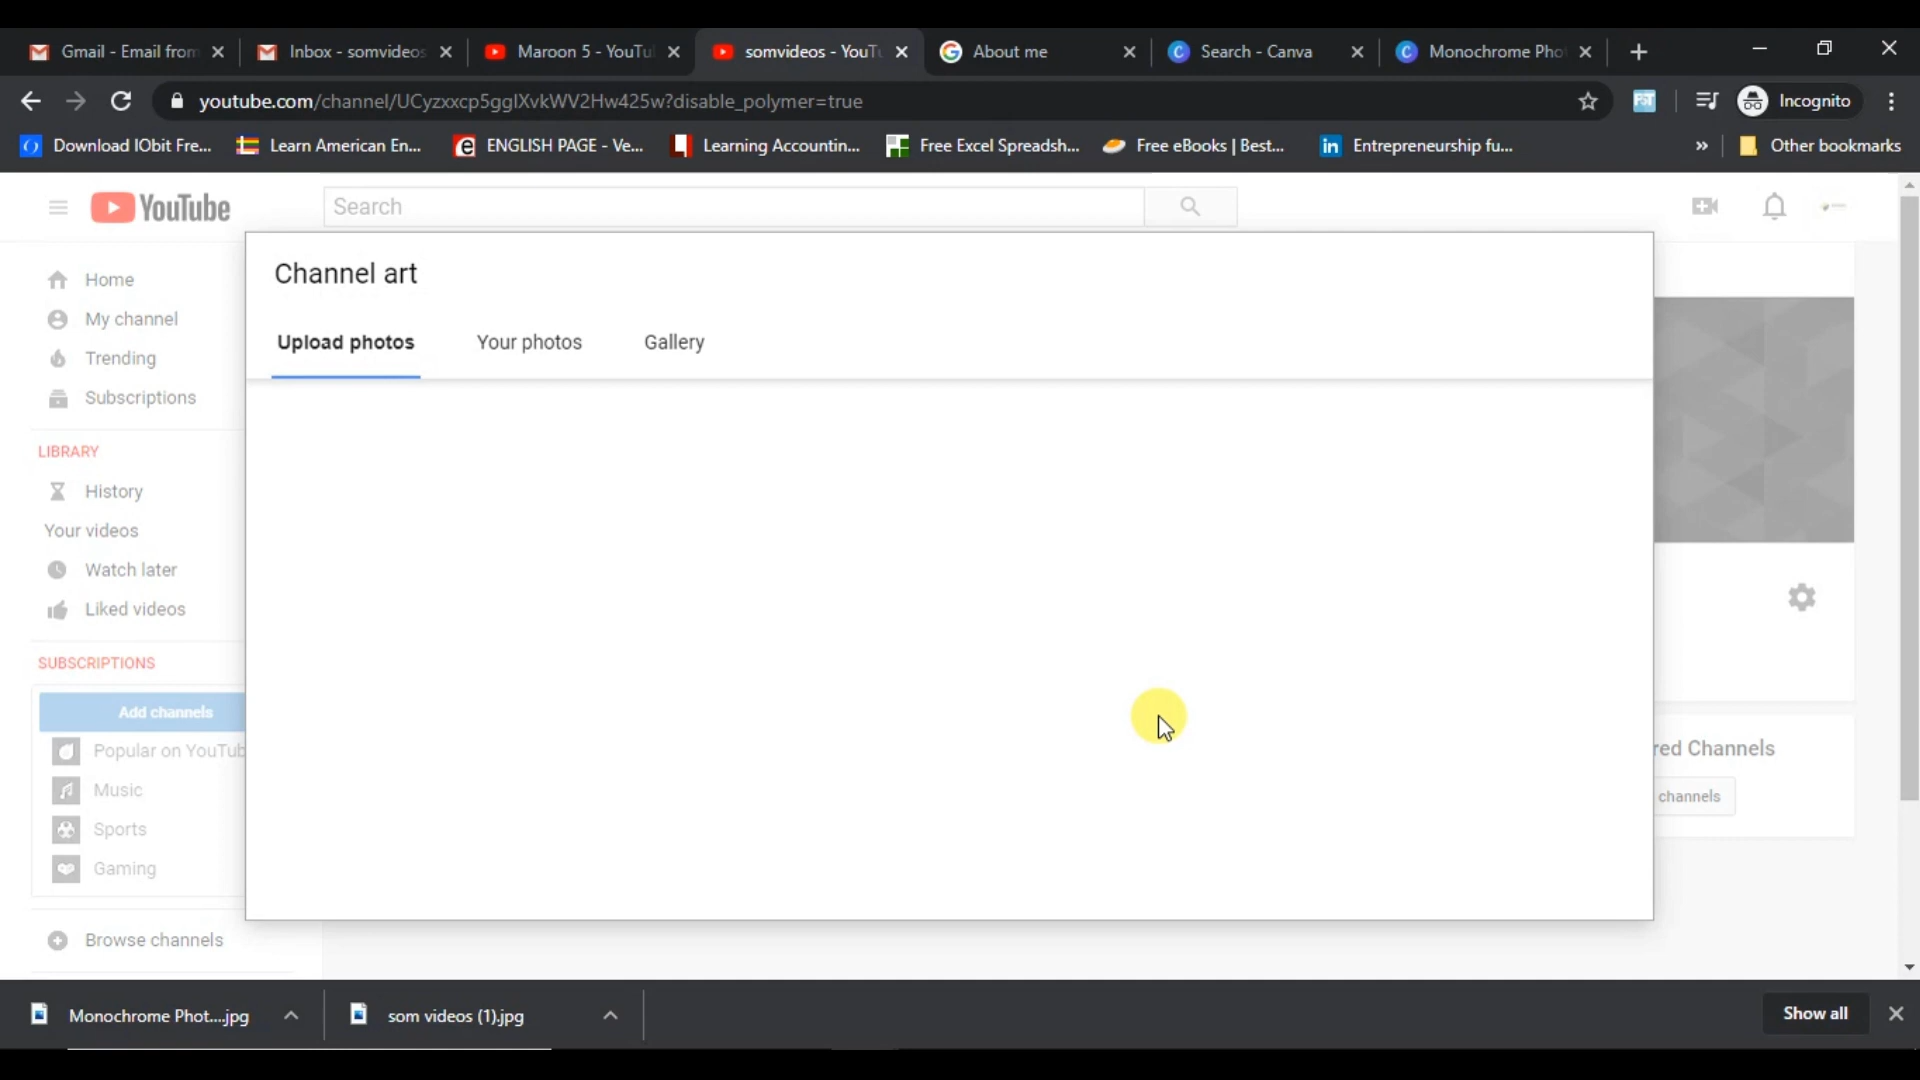 Gmail - Email from
Inbox - somvideos
Maroon 5 - YouTu
somvideos - YouTu
About me
Search - Canva
Monochrome Pho
youtube.com/channel/UCyzxxcp5gglXvkWV2Hw425w?disable_polymer=true
Incognito
Download IObit Fre...
Learn American En...
ENGLISH PAGE - Ve...
Learning Accountin...
Free Excel Spreadsh...
Free eBooks | Best...
Entrepreneurship fu...
»
Other bookmarks
YouTube
Search
Channel art
Upload photos
Your photos
Gallery
Home
My channel
Trending
Subscriptions
LIBRARY
History
Your videos
Watch later
Liked videos
SUBSCRIPTIONS
Add channels
Popular on YouTub
Music
Sports
Gaming
Browse channels
red Channels
channels
Monochrome Phot....jpg
som videos (1).jpg
Show all